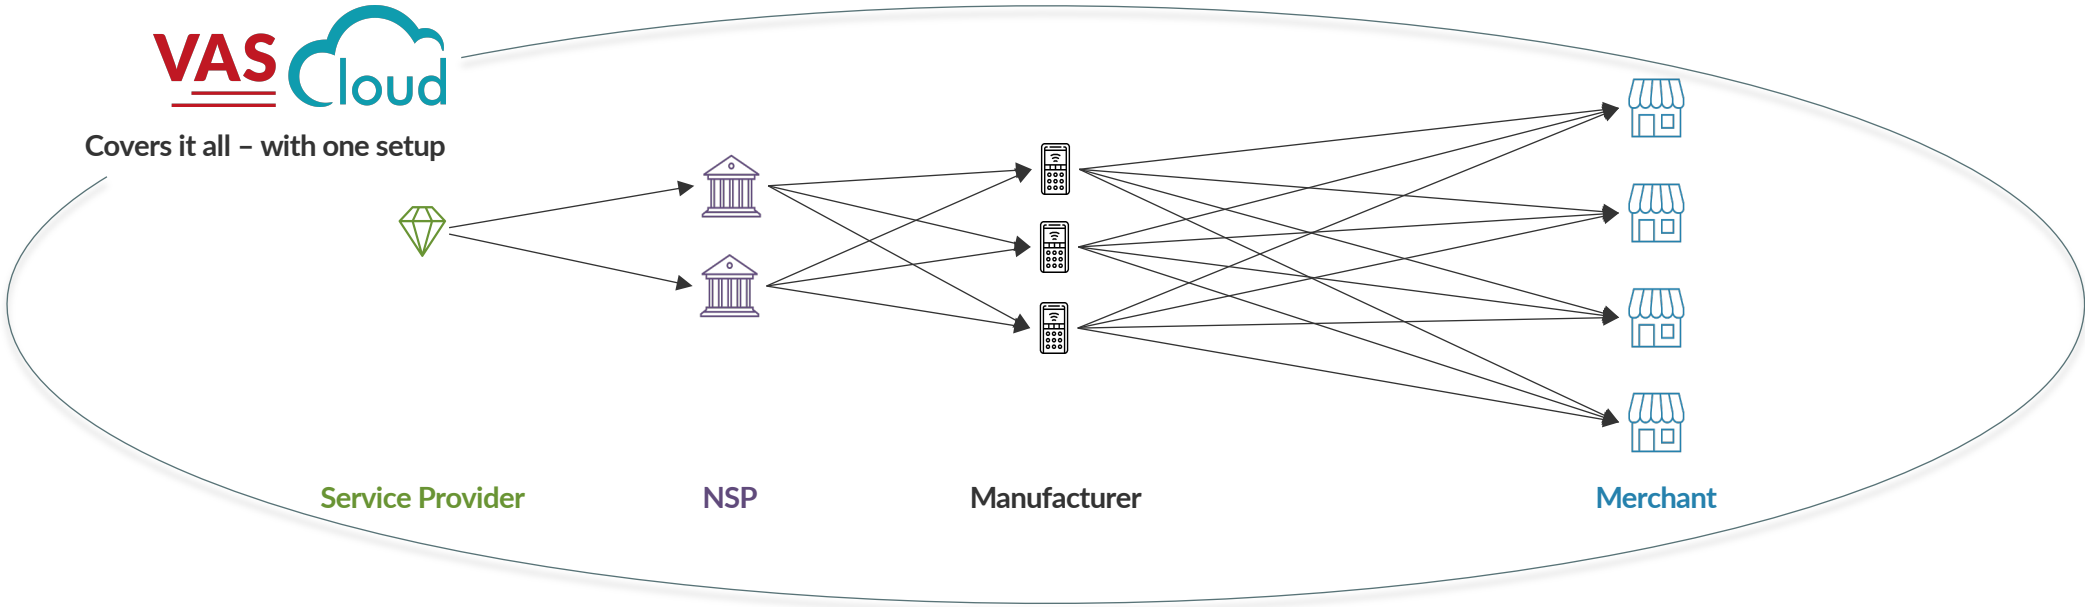 VAS Cloud
Covers it all – with one setup
Service Provider
NSP
Manufacturer
Merchant